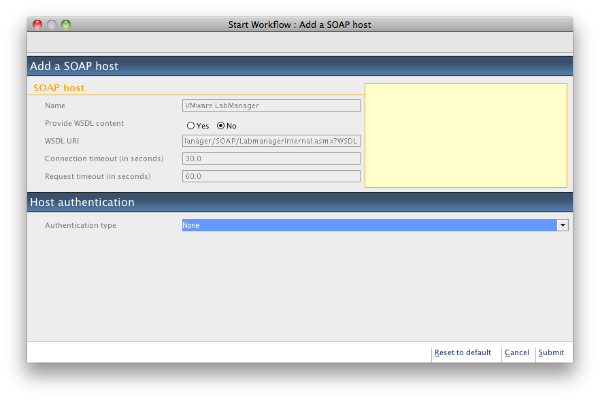 Start Workflow : Add a SOAP host
Add a SOAP host
SOAP host
Name
VMware LabManager
Provide WSDL content
Yes No
WSDL URI
lanager/SOAP/LabmanagerInternal.asmx?WSDL
Connection timeout (in seconds)
30.0
Request timeout (in seconds)
60.0
Host authentication
Authentication type
None
Reset to default Cancel Submit